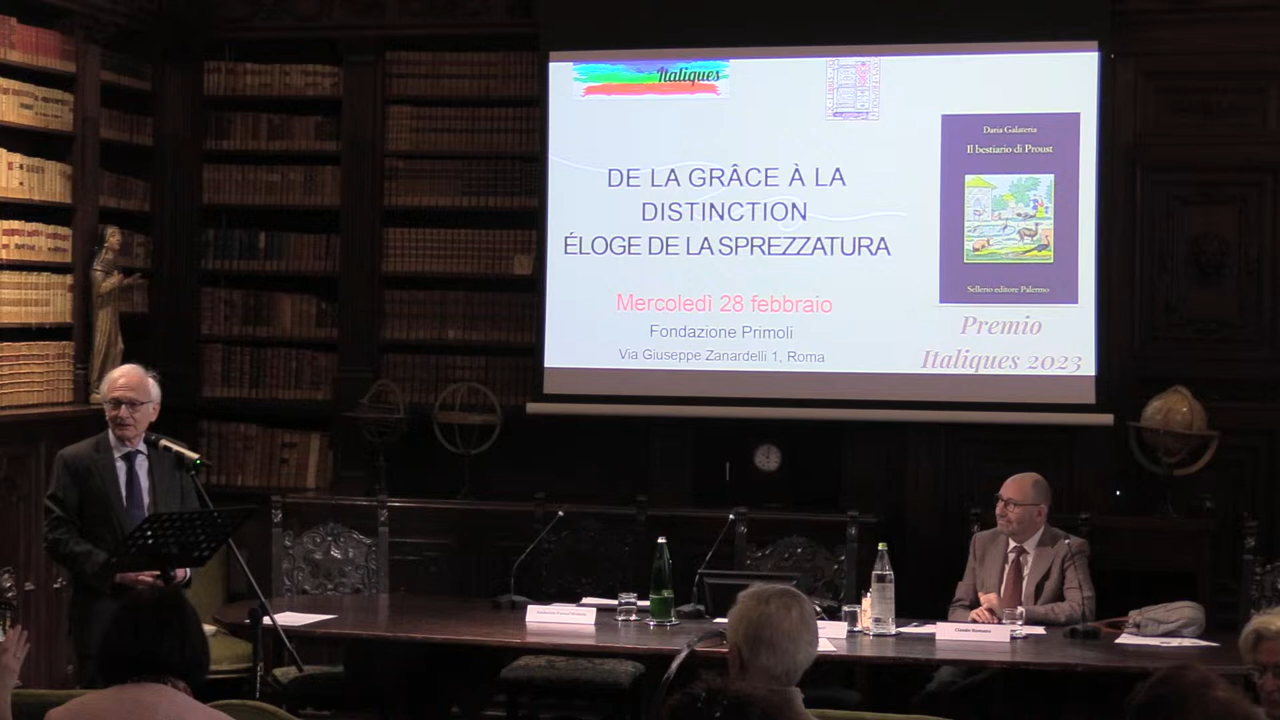 Italiques
DE LA GRÂCE À LA
DISTINCTION
ÉLOGE DE LA SPREZZATURA
Mercoledì 28 febbraio
Fondazione Primoli
Via Giuseppe Zanardelli 1, Roma
Daria Galateria
Il bestiario di Proust
Sellerio editore Palermo
Premio
Italiques 2023
Claudio